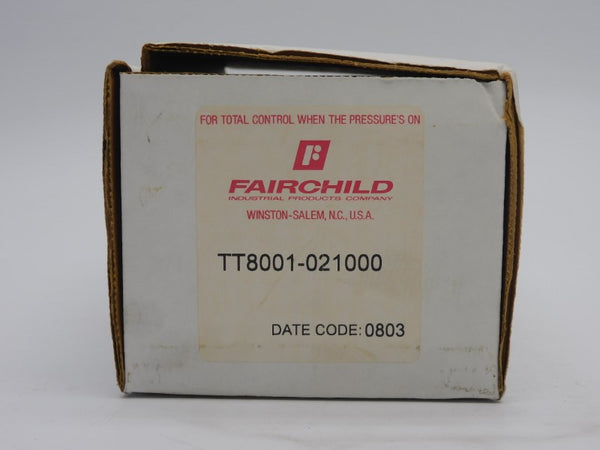 FOR TOTAL CONTROL WHEN THE PRESSURE'S ON
FAIRCHILD
INDUSTRIAL PRODUCTS COMPANY
WINSTON-SALEM, N.C., U.S.A.
TT8001-021000
DATE CODE: 0803